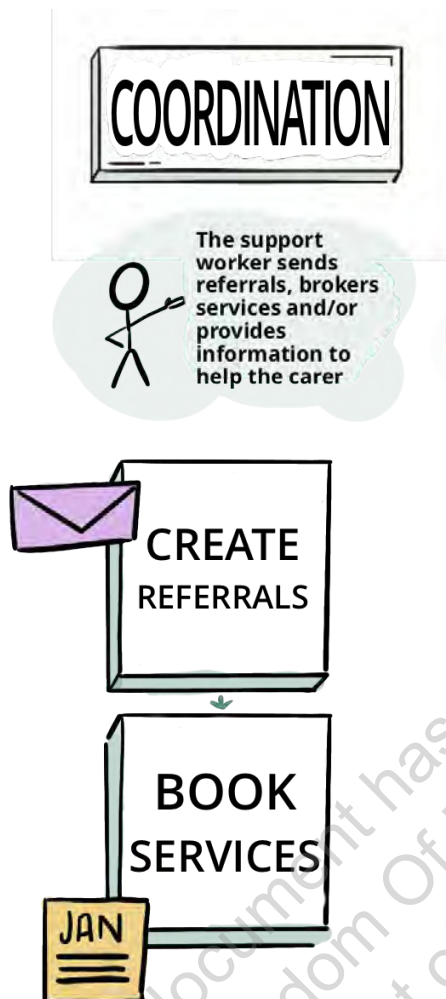 COORDINATION
The support
worker sends
referrals, brokers
services and/or
provides
information to
help the carer
CREATE
REFERRALS
BOOK
SERVICES
JAN